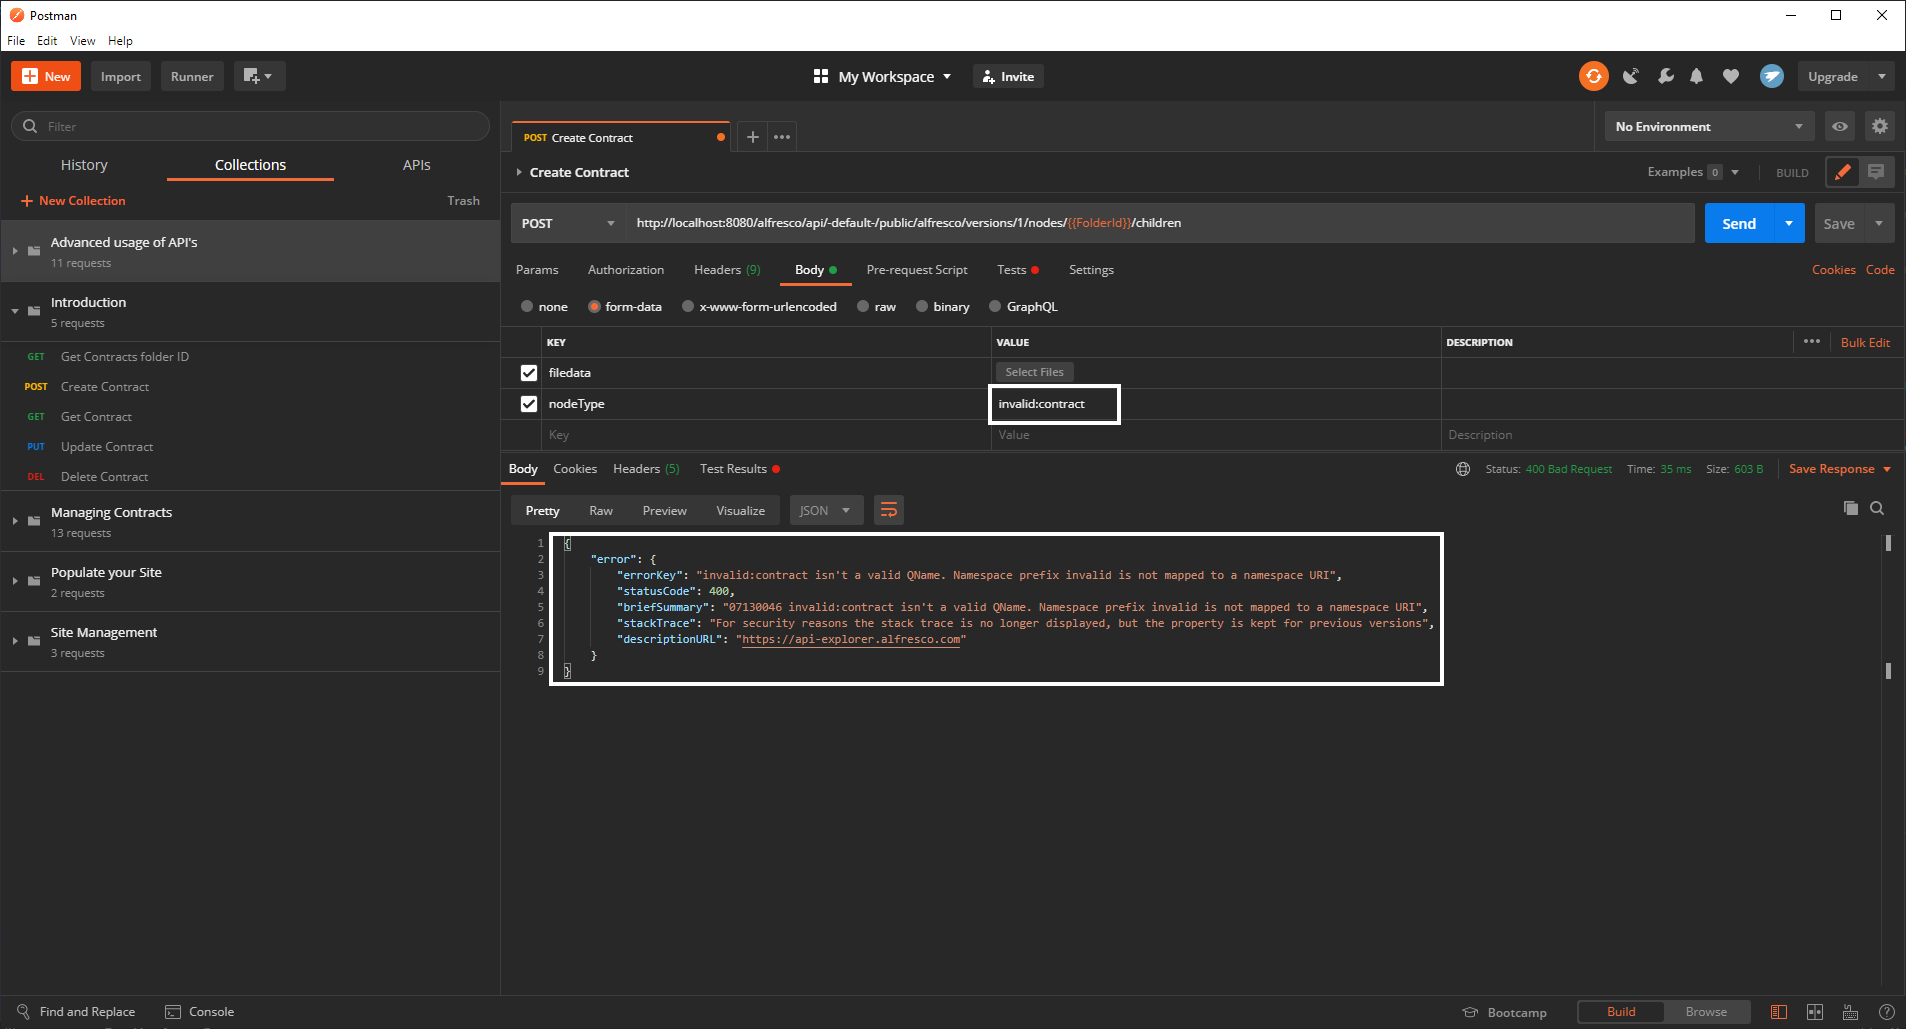 Postman
File Edit View Help
New Import Runner My Workspace Invite Upgrade
Filter
History Collections APIs
New Collection Trash
Advanced usage of API's
11 requests
Introduction
5 requests
GET Get Contracts folder ID
POST Create Contract
GET Get Contract
PUT Update Contract
DEL Delete Contract
Managing Contracts
13 requests
Populate your Site
2 requests
Site Management
3 requests
POST Create Contract
No Environment
Create Contract
Examples 0 BUILD
POST http://localhost:8080/alfresco/api/-default-/public/alfresco/versions/1/nodes/{{FolderId}}/children Send Save
Params Authorization Headers (9) Body Pre-request Script Tests Settings Cookies Code
none form-data x-www-form-urlencoded raw binary GraphQL
KEY VALUE DESCRIPTION Bulk Edit
filedata Select Files
nodeType invalid:contract
Key Value Description
Body Cookies Headers (5) Test Results Status: 400 Bad Request Time: 35 ms Size: 603 B Save Response
Pretty Raw Preview Visualize JSON
1 {
2 "error": {
3 "errorKey": "invalid:contract isn't a valid QName. Namespace prefix invalid is not mapped to a namespace URI",
4 "statusCode": 400,
5 "briefSummary": "07130046 invalid:contract isn't a valid QName. Namespace prefix invalid is not mapped to a namespace URI",
6 "stackTrace": "For security reasons the stack trace is no longer displayed, but the property is kept for previous versions",
7 "descriptionURL": "https://api-explorer.alfresco.com"
8 }
9 }
Find and Replace Console Bootcamp Build Browse